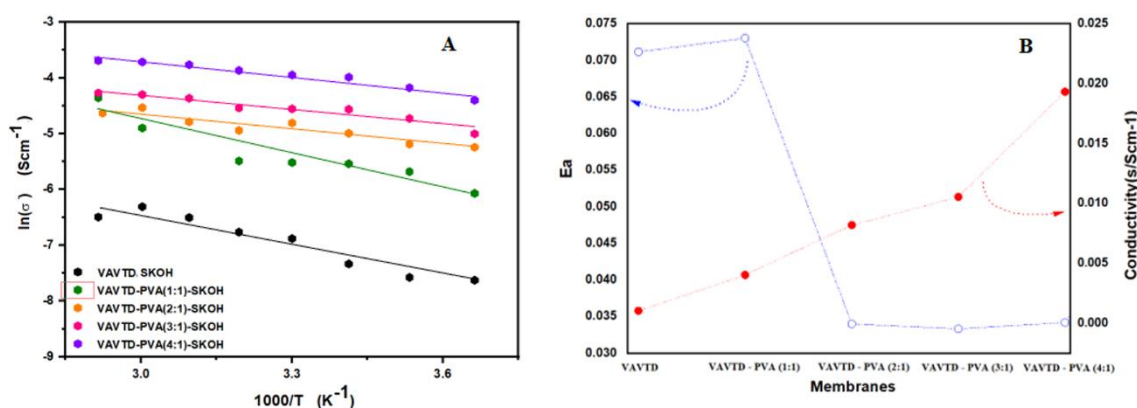 -3
-4
-5
-6
-7
-8
-9
ln(σ) (Scm-1)
A
VAVTD. SKOH
VAVTD-PVA(1:1)-SKOH
VAVTD-PVA(2:1)-SKOH
VAVTD-PVA(3:1)-SKOH
VAVTD-PVA(4:1)-SKOH
3.0 3.3 3.6
1000/T (K-1)
0.075
0.070
0.065
0.060
0.055
0.050
0.045
0.040
0.035
0.030
Ea
B
0.025
0.020
0.015
0.010
0.005
0.000
Conductivity(s/Scm-1)
VAVTD VAVTD - PVA (1:1) VAVTD - PVA (2:1) VAVTD - PVA (3:1) VAVTD - PVA (4:1)
Membranes